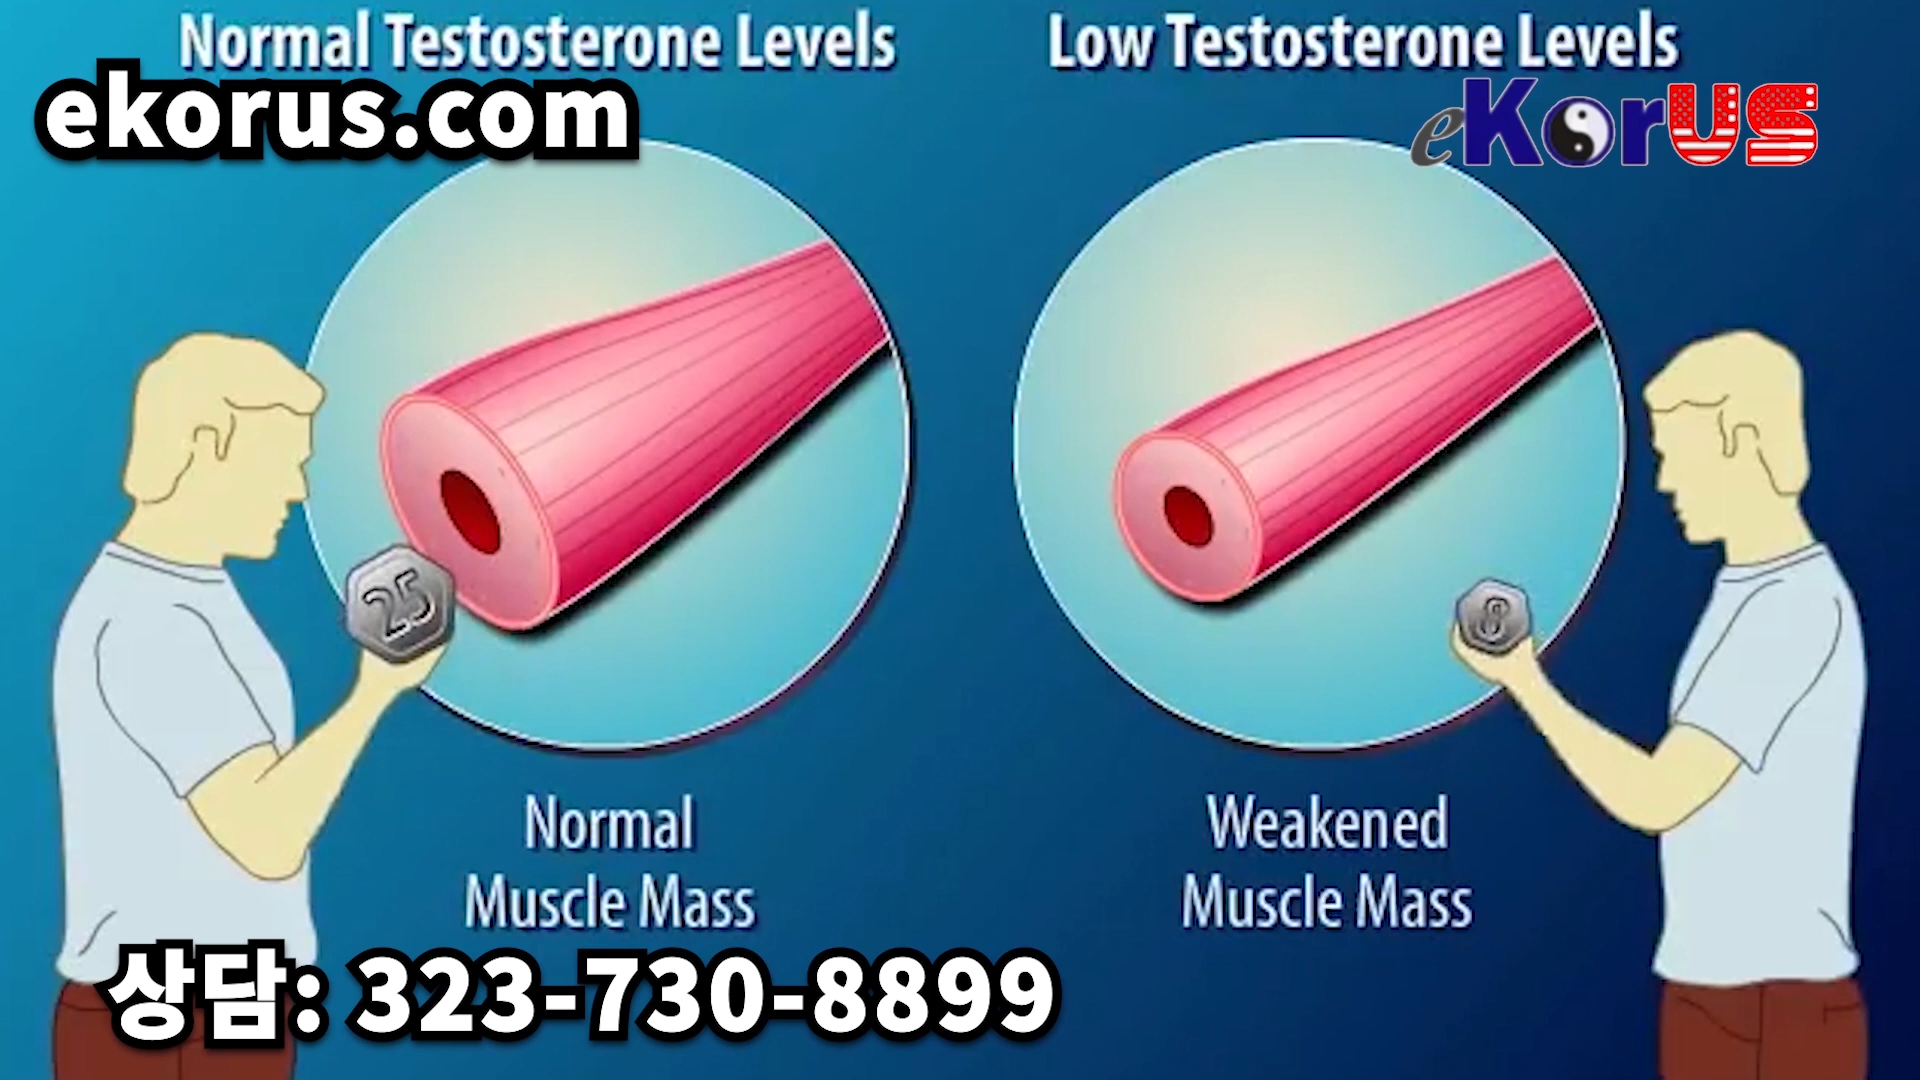 Normal Testosterone Levels
Low Testosterone Levels
ekorus.com
eKorUS
25
8
Normal
Muscle Mass
Weakened
Muscle Mass
상담: 323-730-8899